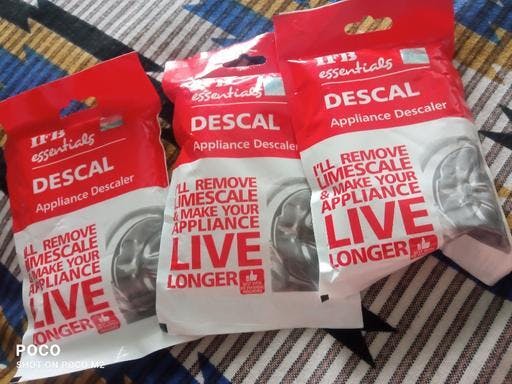 IFB
essentials
DESCAL
Appliance Descaler
I'LL REMOVE
LIMESCALE
& MAKE YOUR
APPLIANCE
LIVE
LONGER
IFB
essentials
DESCAL
Appliance Descaler
I'LL REMOVE
LIMESCALE
& MAKE YOUR
APPLIANCE
LIVE
LONGER
IFB
essentials
DESCAL
Appliance Descaler
I'LL REMOVE
LIMESCALE
& MAKE YOUR
APPLIANCE
LIVE
LONGER
POCO
SHOT ON POCO M2